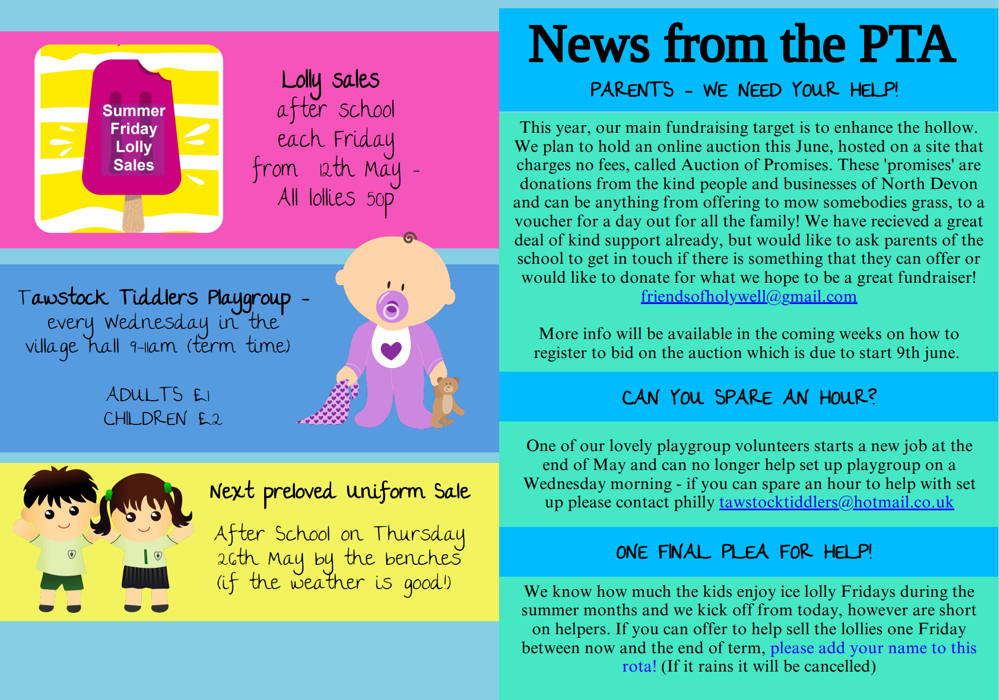 Summer
Friday
Lolly
Sales
Lolly sales
after school
each Friday
from 12th May -
All lollies 50p
Tawstock Tiddlers Playgroup -
every Wednesday in the
village hall 9-11am (term time)
ADULTS £1
CHILDREN £2
Next preloved Uniform Sale
After School on Thursday
26th May by the benches
(if the weather is good!)
News from the PTA
PARENTS - WE NEED YOUR HELP!
This year, our main fundraising target is to enhance the hollow.
We plan to hold an online auction this June, hosted on a site that
charges no fees, called Auction of Promises. These 'promises' are
donations from the kind people and businesses of North Devon
and can be anything from offering to mow somebodies grass, to a
voucher for a day out for all the family! We have recieved a great
deal of kind support already, but would like to ask parents of the
school to get in touch if there is something that they can offer or
would like to donate for what we hope to be a great fundraiser!
friendsofholywell@gmail.com
More info will be available in the coming weeks on how to
register to bid on the auction which is due to start 9th june.
CAN YOU SPARE AN HOUR?
One of our lovely playgroup volunteers starts a new job at the
end of May and can no longer help set up playgroup on a
Wednesday morning - if you can spare an hour to help with set
up please contact philly tawstocktiddlers@hotmail.co.uk
ONE FINAL PLEA FOR HELP!
We know how much the kids enjoy ice lolly Fridays during the
summer months and we kick off from today, however are short
on helpers. If you can offer to help sell the lollies one Friday
between now and the end of term, please add your name to this
rota! (If it rains it will be cancelled)